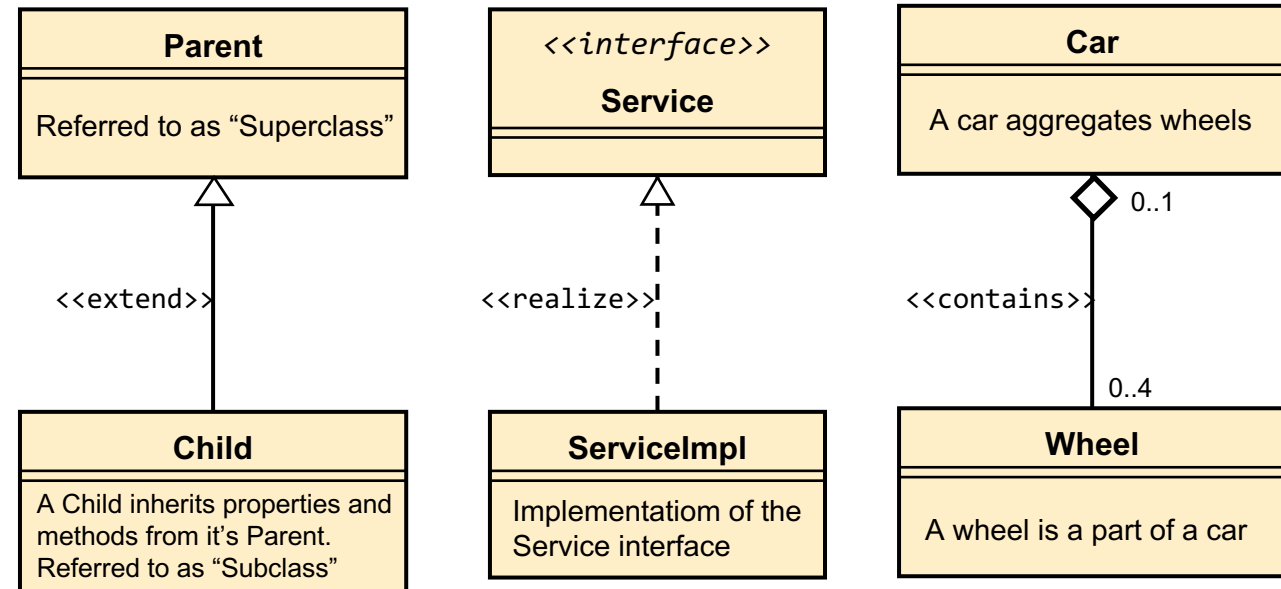 Parent
Referred to as “Superclass”
<<extend>>
Child
A Child inherits properties and
methods from it’s Parent.
Referred to as “Subclass”
<<interface>>
Service
<<realize>>
ServiceImpl
Implementatiom of the
Service interface
Car
A car aggregates wheels
0..1
<<contains>>
0..4
Wheel
A wheel is a part of a car